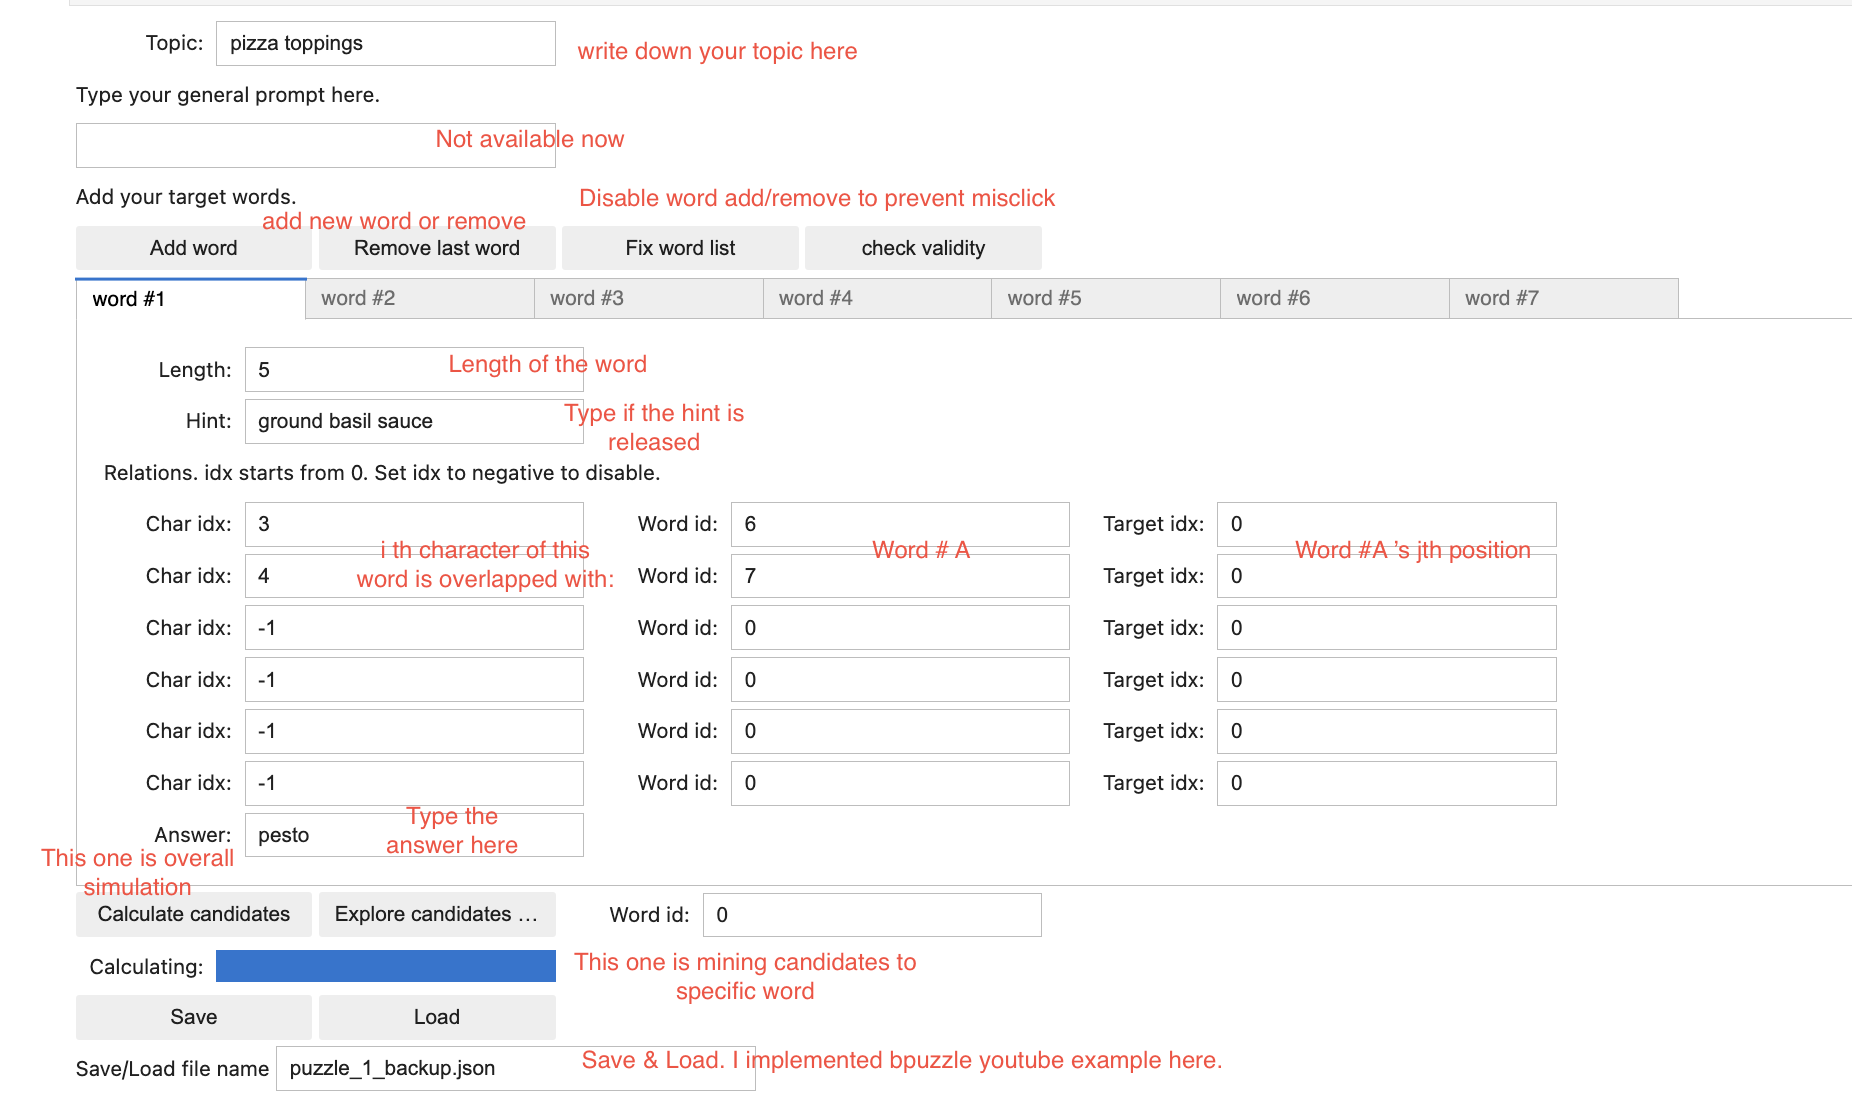 Topic: pizza toppings write down your topic here
Type your general prompt here.
Not available now
Add your target words. Disable word add/remove to prevent misclick
add new word or remove
Add word Remove last word Fix word list check validity
word #1 word #2 word #3 word #4 word #5 word #6 word #7
Length: 5 Length of the word
Hint: ground basil sauce Type if the hint is
released
Relations. idx starts from 0. Set idx to negative to disable.
Char idx: 3 Word id: 6 Target idx: 0
i th character of this Word # A Word #A 's jth position
word is overlapped with:
Char idx: 4 Word id: 7 Target idx: 0
Char idx: -1 Word id: 0 Target idx: 0
Char idx: -1 Word id: 0 Target idx: 0
Char idx: -1 Word id: 0 Target idx: 0
Char idx: -1 Word id: 0 Target idx: 0
Type the
answer here
Answer: pesto
This one is overall
simulation
Calculate candidates Explore candidates ... Word id: 0
Calculating: This one is mining candidates to
specific word
Save Load
Save/Load file name puzzle_1_backup.json Save & Load. I implemented bpuzzle youtube example here.